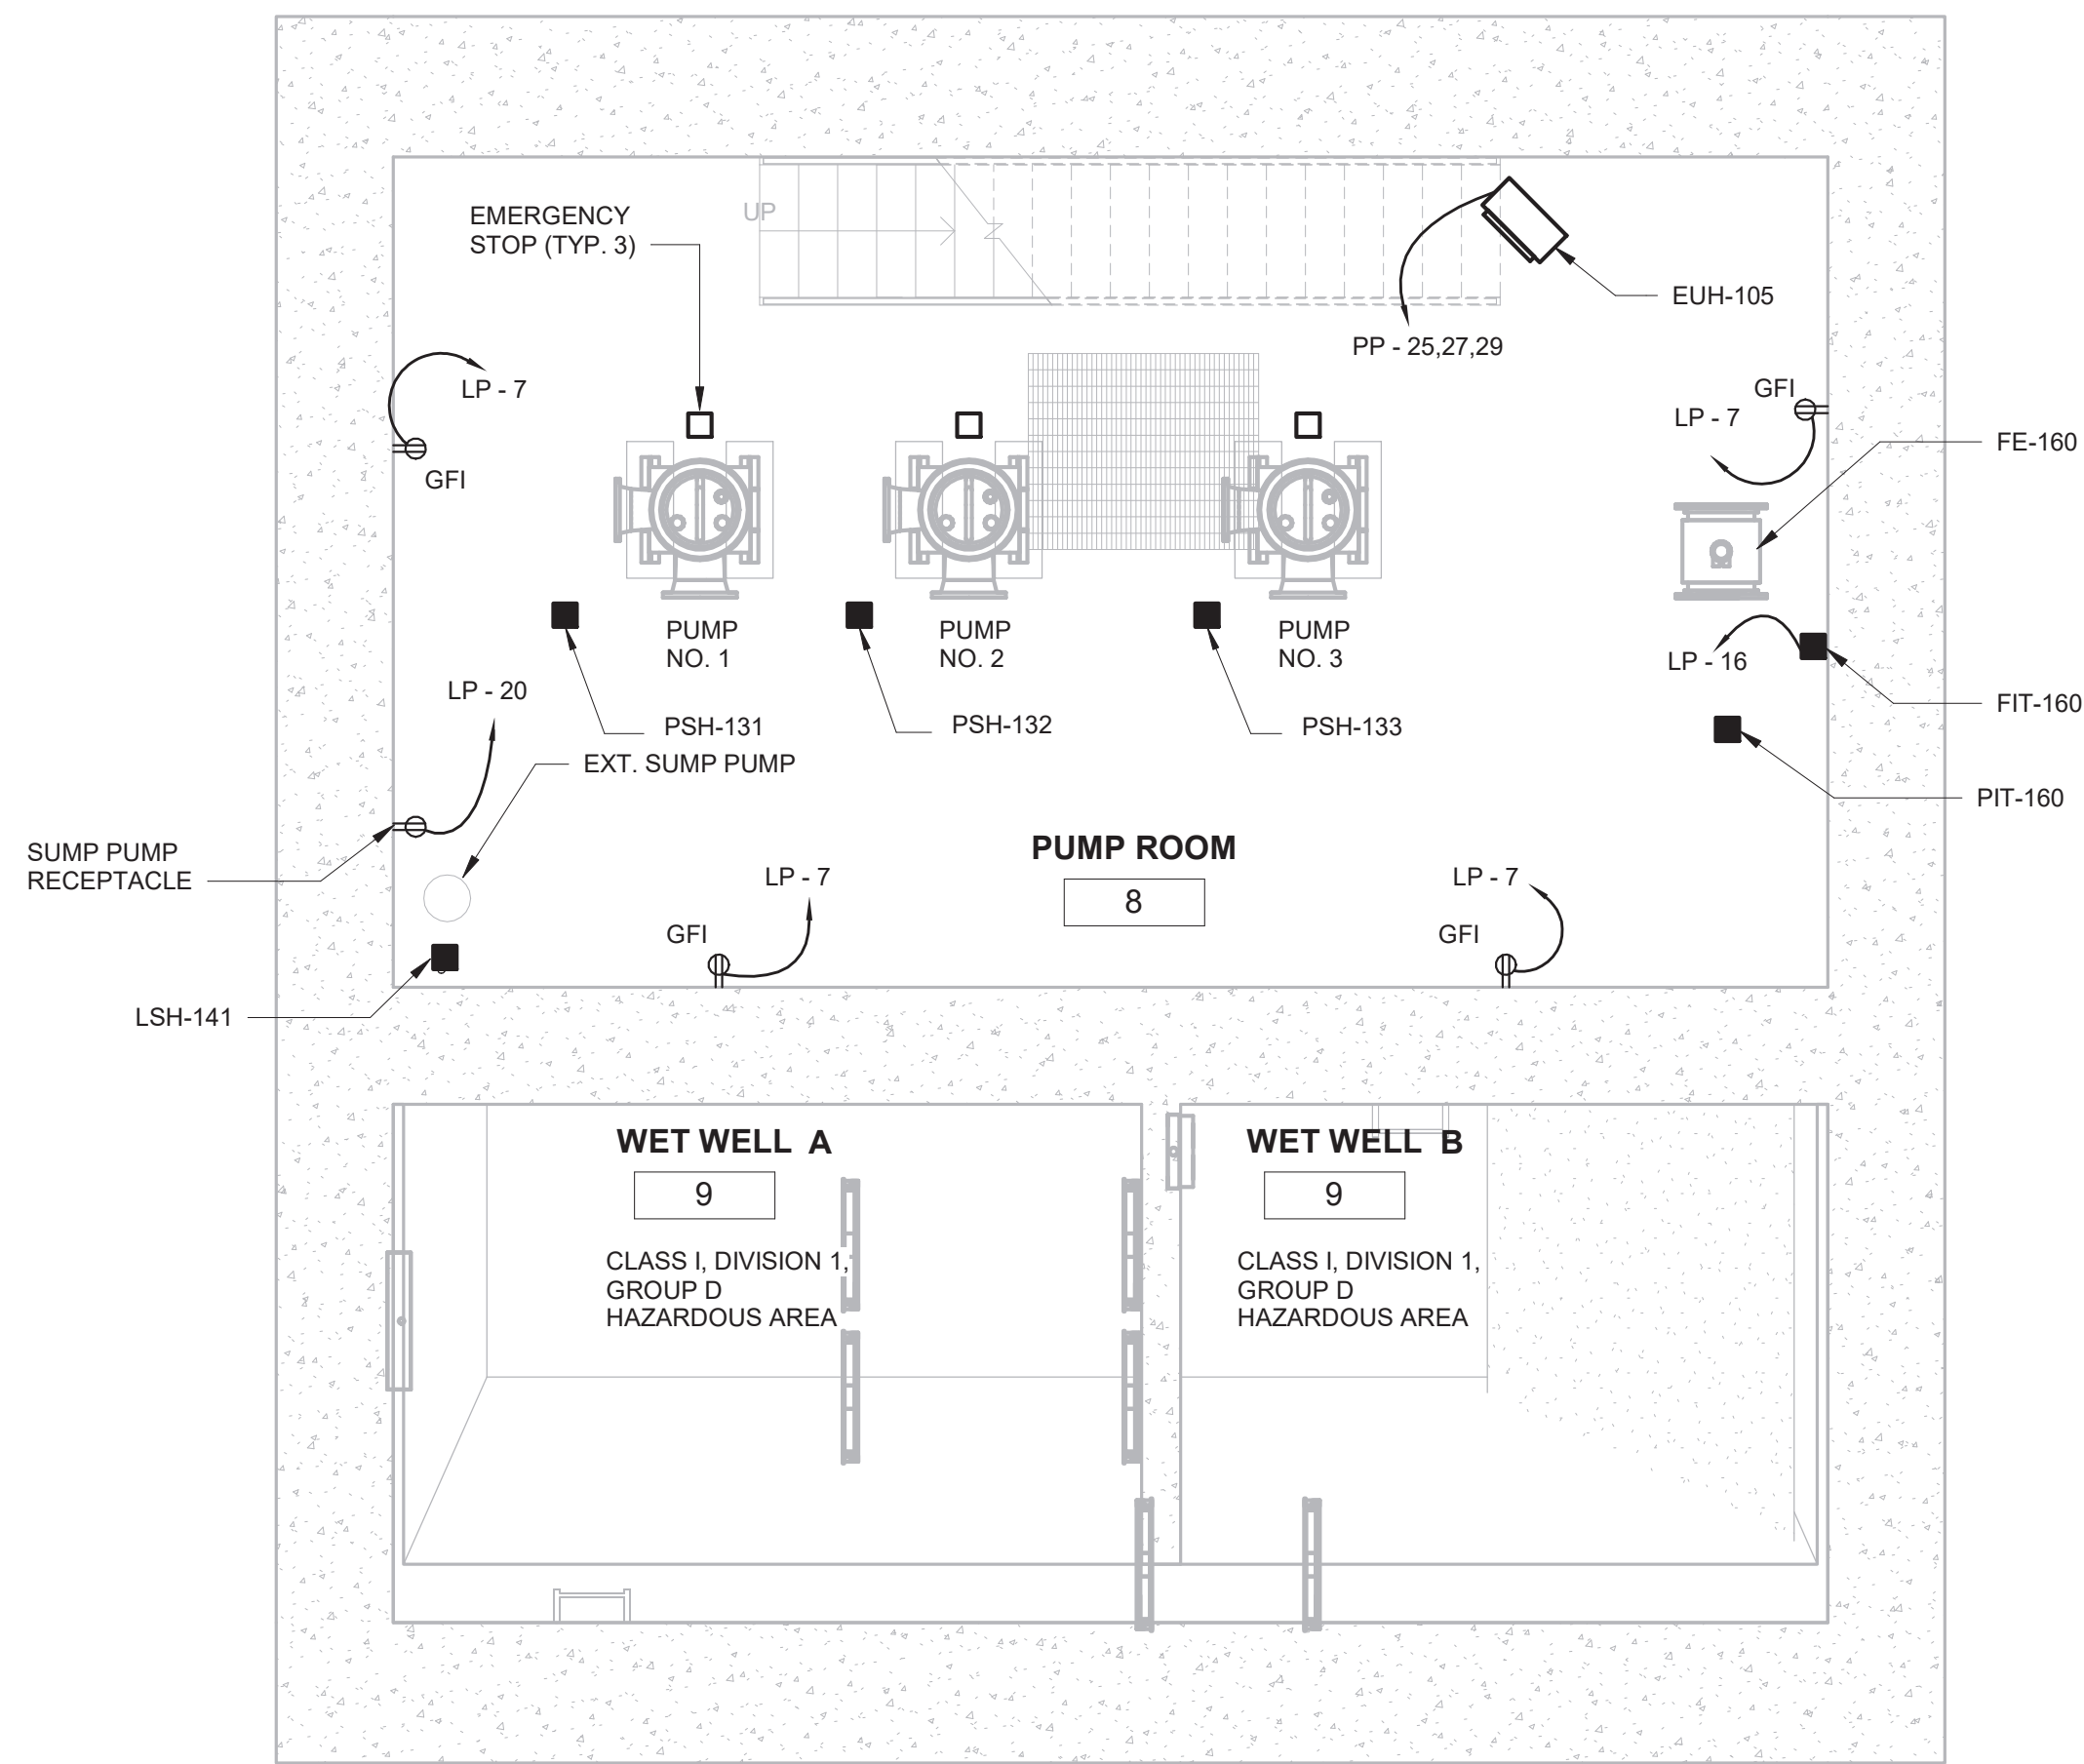 EMERGENCY
STOP (TYP. 3)
UP
EUH-105
PP - 25,27,29
LP - 7
GFI
GFI
LP - 7
FE-160
PUMP
NO. 1
PUMP
NO. 2
PUMP
NO. 3
LP - 16
FIT-160
LP - 20
PSH-131
PSH-132
PSH-133
EXT. SUMP PUMP
PIT-160
SUMP PUMP
RECEPTACLE
PUMP ROOM
8
LP - 7
GFI
LP - 7
GFI
LSH-141
WET WELL A
9
CLASS I, DIVISION 1,
GROUP D
HAZARDOUS AREA
WET WELL B
9
CLASS I, DIVISION 1,
GROUP D
HAZARDOUS AREA